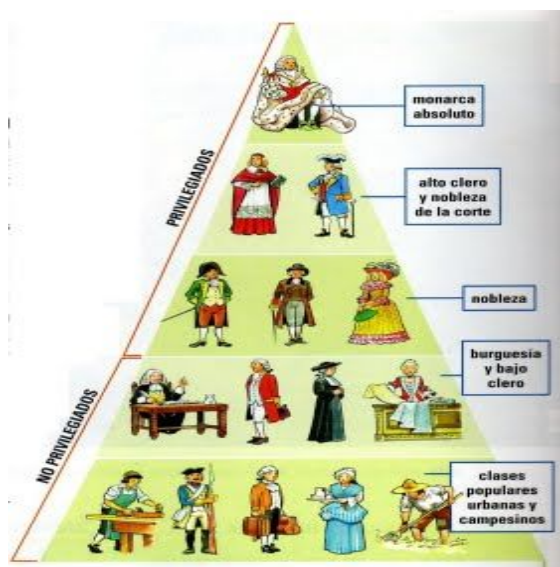 PRIVILEGIADOS
monarca
absoluto
alto clero
y nobleza
de la corte
nobleza
NO PRIVILEGIADOS
burguesía
y bajo
clero
clases
populares
urbanas y
campesinos